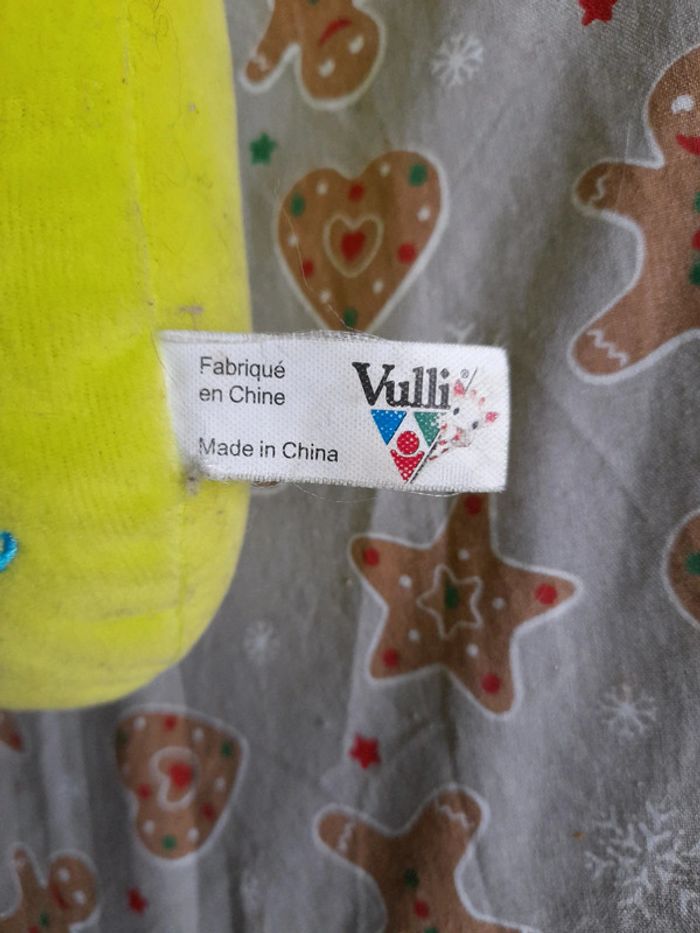 Fabriqué
en Chine
Made in China
Vulli®